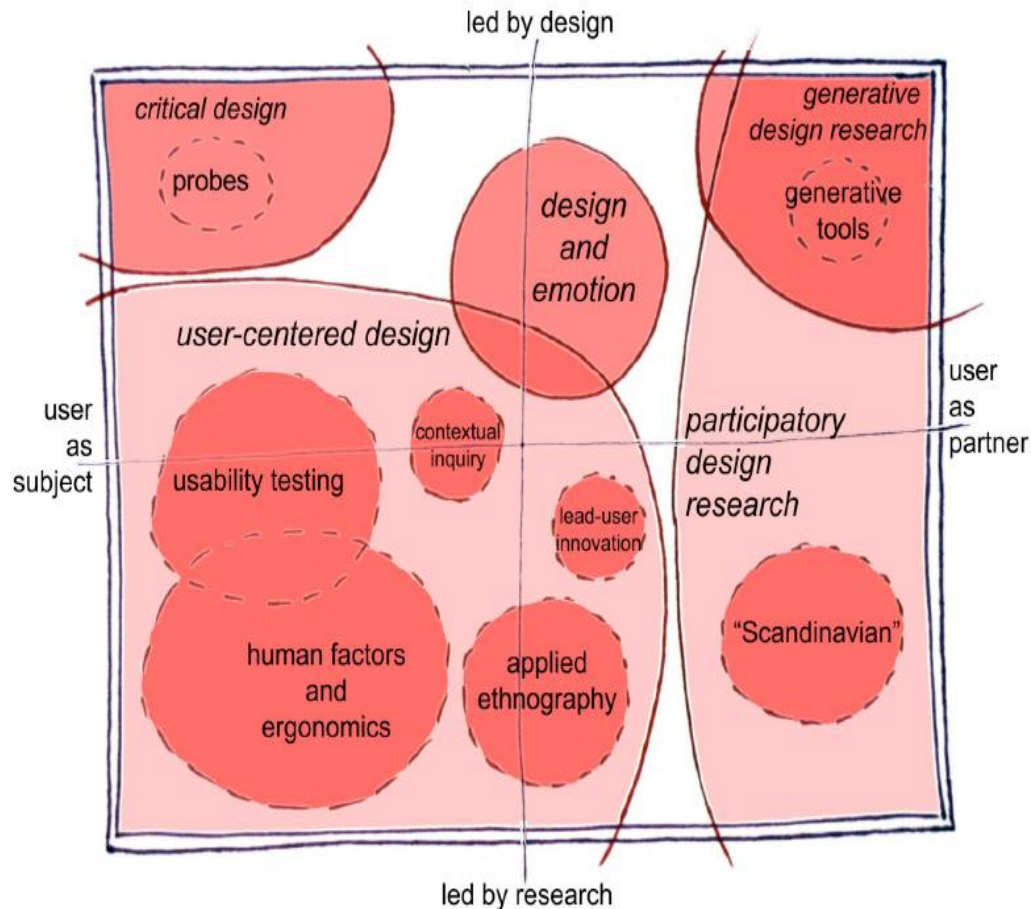 led by design
critical design
probes
generative
design research
generative
tools
design
and
emotion
user-centered design
user
as
subject
user
as
partner
contextual
inquiry
usability testing
participatory
design
research
lead-user
innovation
human factors
and
ergonomics
applied
ethnography
“Scandinavian”
led by research